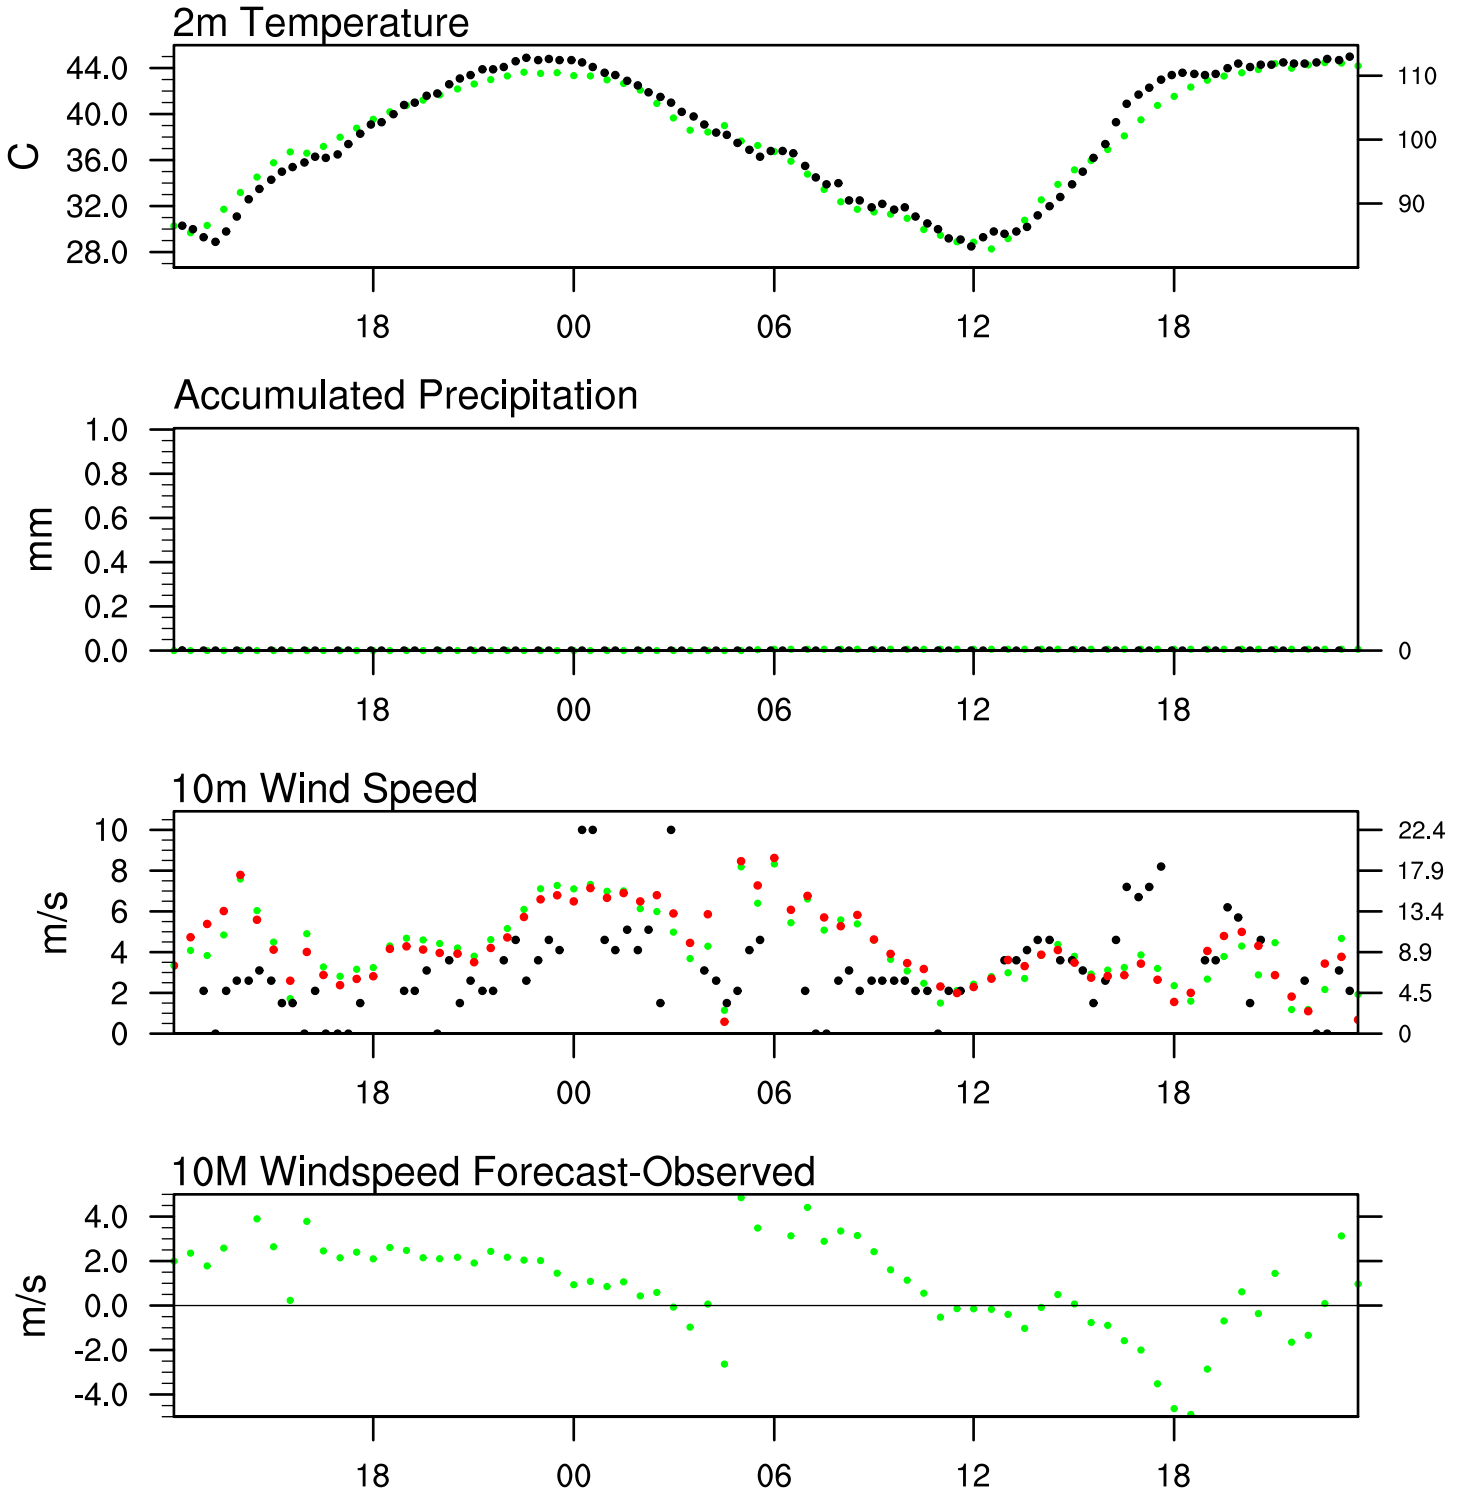 2m Temperature
44.0
40.0
36.0
32.0
28.0
C
110
100
90
18 00 06 12 18
Accumulated Precipitation
1.0
0.8
0.6
0.4
0.2
0.0
mm
0
18 00 06 12 18
10m Wind Speed
10
8
6
4
2
0
m/s
22.4
17.9
13.4
8.9
4.5
0
18 00 06 12 18
10M Windspeed Forecast-Observed
4.0
2.0
0.0
-2.0
-4.0
m/s
18 00 06 12 18